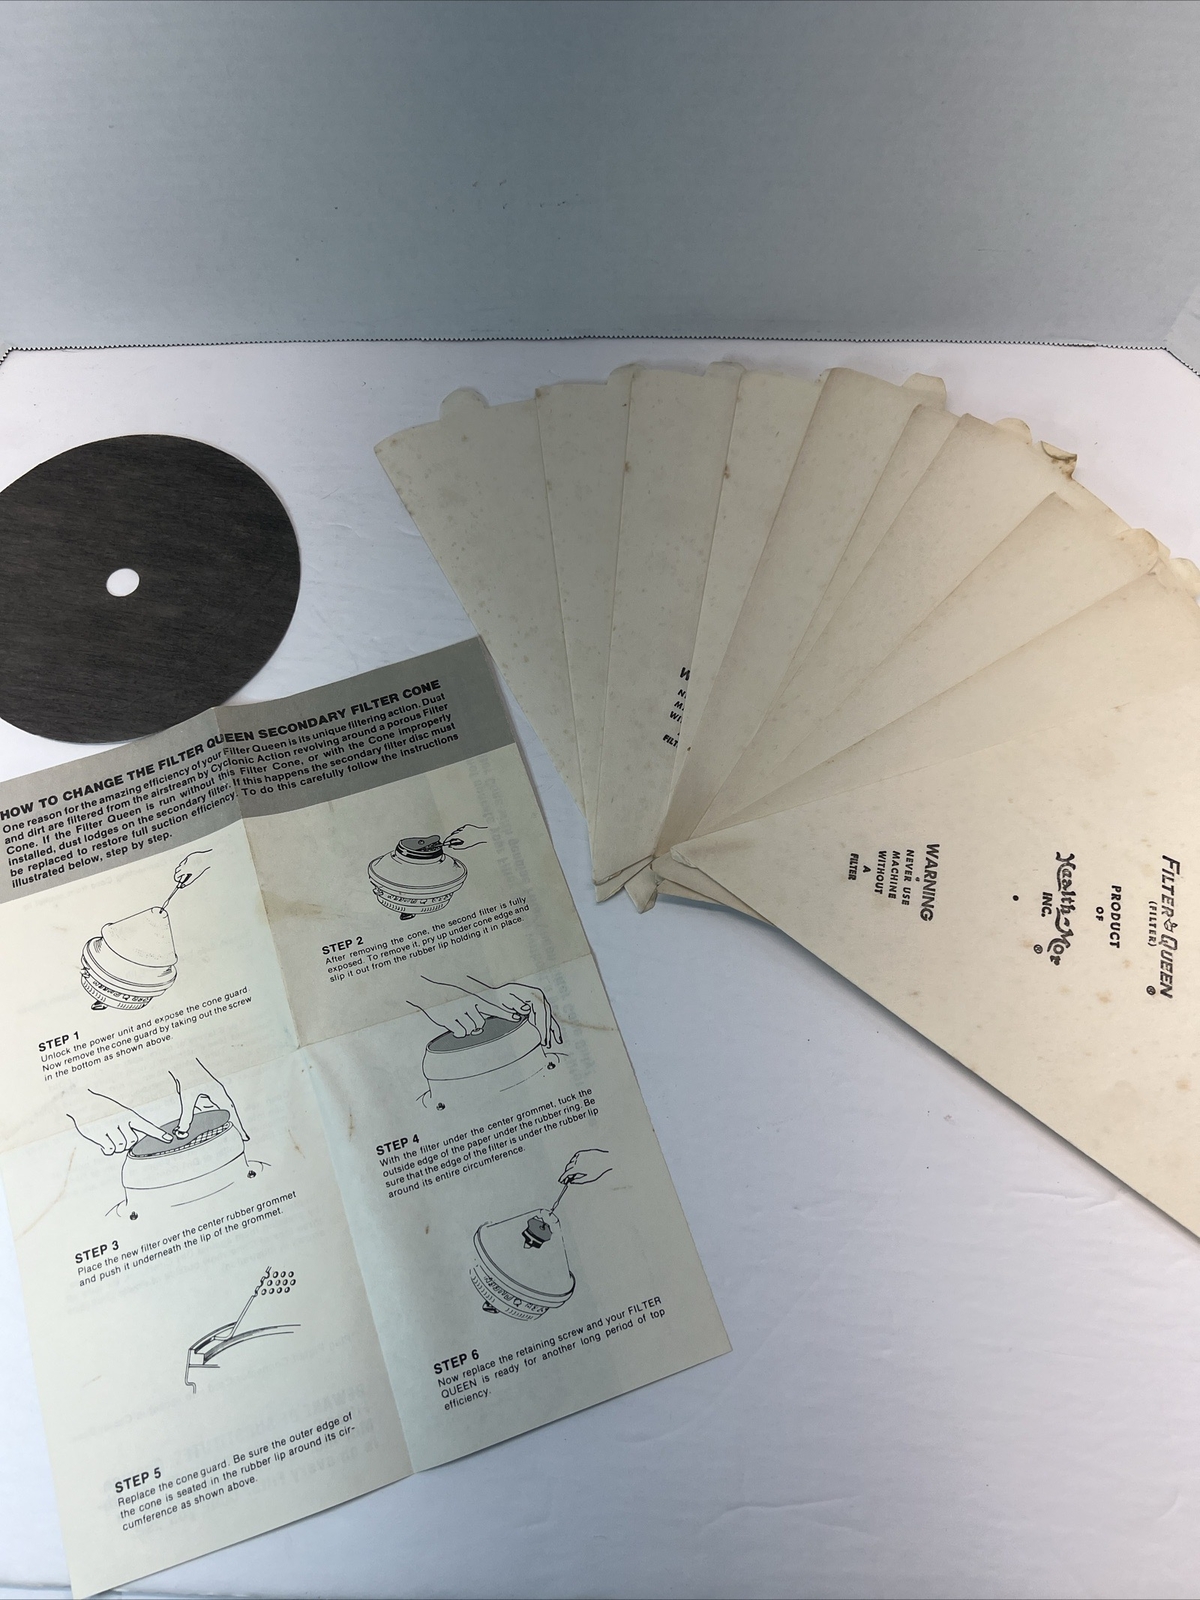 HOW TO CHANGE THE FILTER QUEEN SECONDARY FILTER CONE
One reason for the amazing efficiency of your Filter Queen is its unique filtering action. Dust
and dirt are filtered from the airstream by Cyclonic Action revolving around a porous Filter
Cone. If the Filter Queen is run without this Filter Cone, or with the Cone improperly
installed, dust lodges on the secondary filter. If this happens the secondary filter disc must
be replaced to restore full suction efficiency. To do this carefully follow the instructions
illustrated below, step by step.
STEP 1
Unlock the power unit and expose the cone guard.
Now remove the cone guard by taking out the screw
in the bottom as shown above.
STEP 2
After removing the cone, the second filter is fully
exposed. To remove it, pry up under cone edge and
slip it out from the rubber lip holding it in place.
STEP 3
Place the new filter over the center rubber grommet
and push it underneath the lip of the grommet.
STEP 4
With the filter under the center grommet, tuck the
outside edge of the paper under the rubber ring. Be
sure that the edge of the filter is under the rubber lip
around its entire circumference.
STEP 5
Replace the cone guard. Be sure the outer edge of
the cone is seated in the rubber lip around its cir-
cumference as shown above.
STEP 6
Now replace the retaining screw and your FILTER
QUEEN is ready for another long period of top
efficiency.
FILTER QUEEN ®
(FILTER)
PRODUCT
OF
Health-Mor ®
INC.
WARNING
NEVER USE
MACHINE
WITHOUT
A
FILTER